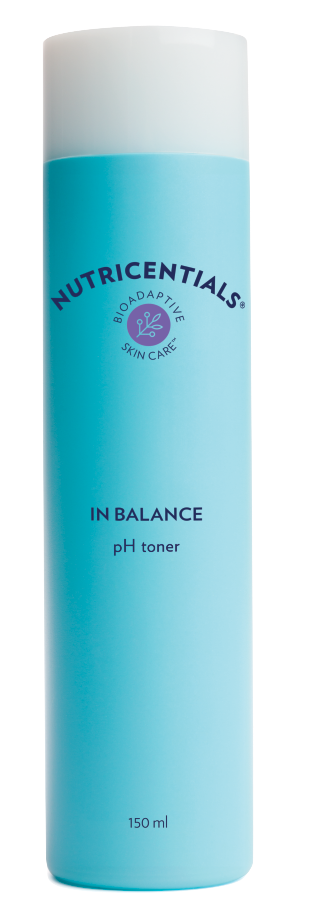 NUTRICENTIALS®
BIOADAPTIVE
SKIN CARE™
IN BALANCE
pH toner
150 ml